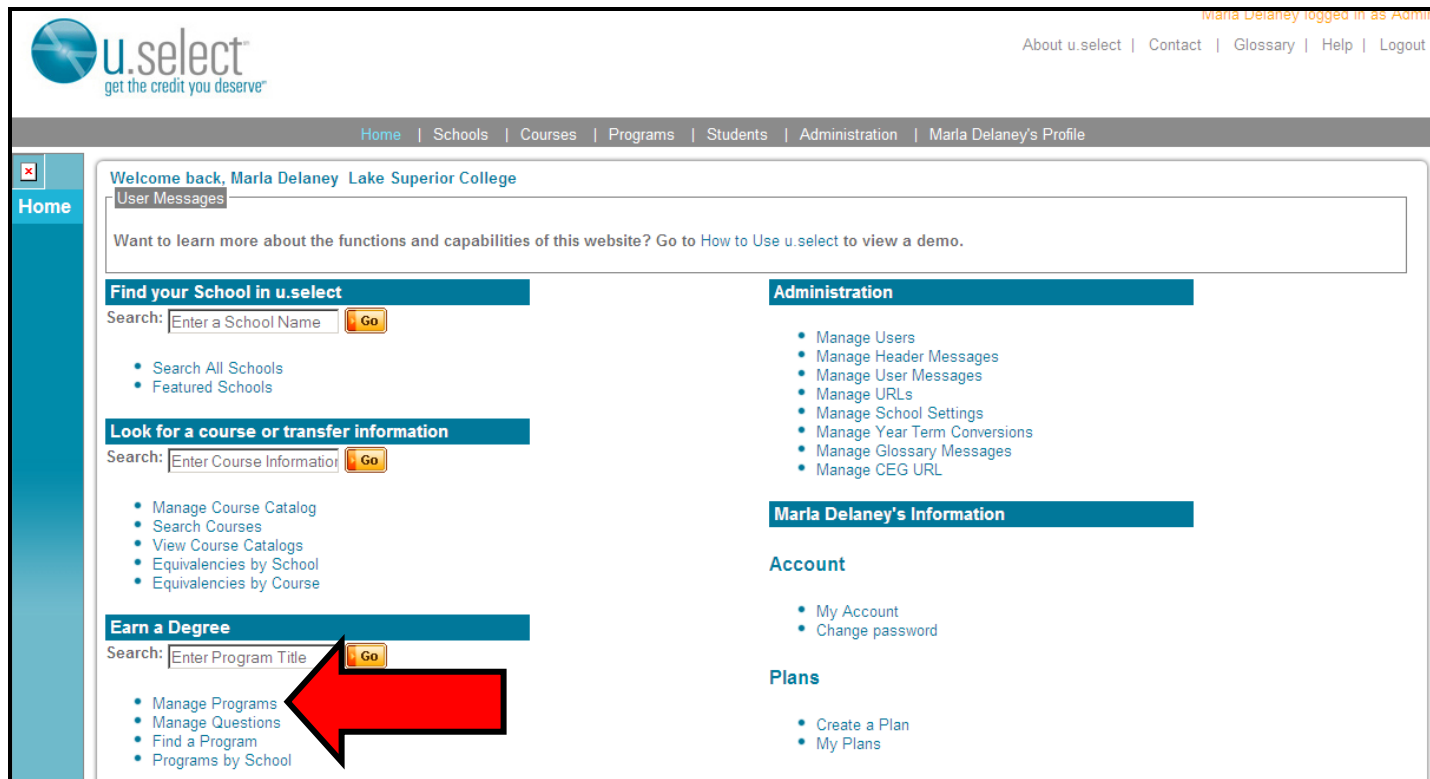 Marla Delaney logged in as Admin
u.select™
get the credit you deserve℠
About u.select | Contact | Glossary | Help | Logout
Home | Schools | Courses | Programs | Students | Administration | Marla Delaney's Profile
Home
Welcome back, Marla Delaney Lake Superior College
User Messages
Want to learn more about the functions and capabilities of this website? Go to How to Use u.select to view a demo.
Find your School in u.select
Search: Enter a School Name Go
Search All Schools
Featured Schools
Look for a course or transfer information
Search: Enter Course Information Go
Manage Course Catalog
Search Courses
View Course Catalogs
Equivalencies by School
Equivalencies by Course
Earn a Degree
Search: Enter Program Title Go
Manage Programs
Manage Questions
Find a Program
Programs by School
Administration
Manage Users
Manage Header Messages
Manage User Messages
Manage URLs
Manage School Settings
Manage Year Term Conversions
Manage Glossary Messages
Manage CEG URL
Marla Delaney's Information
Account
My Account
Change password
Plans
Create a Plan
My Plans